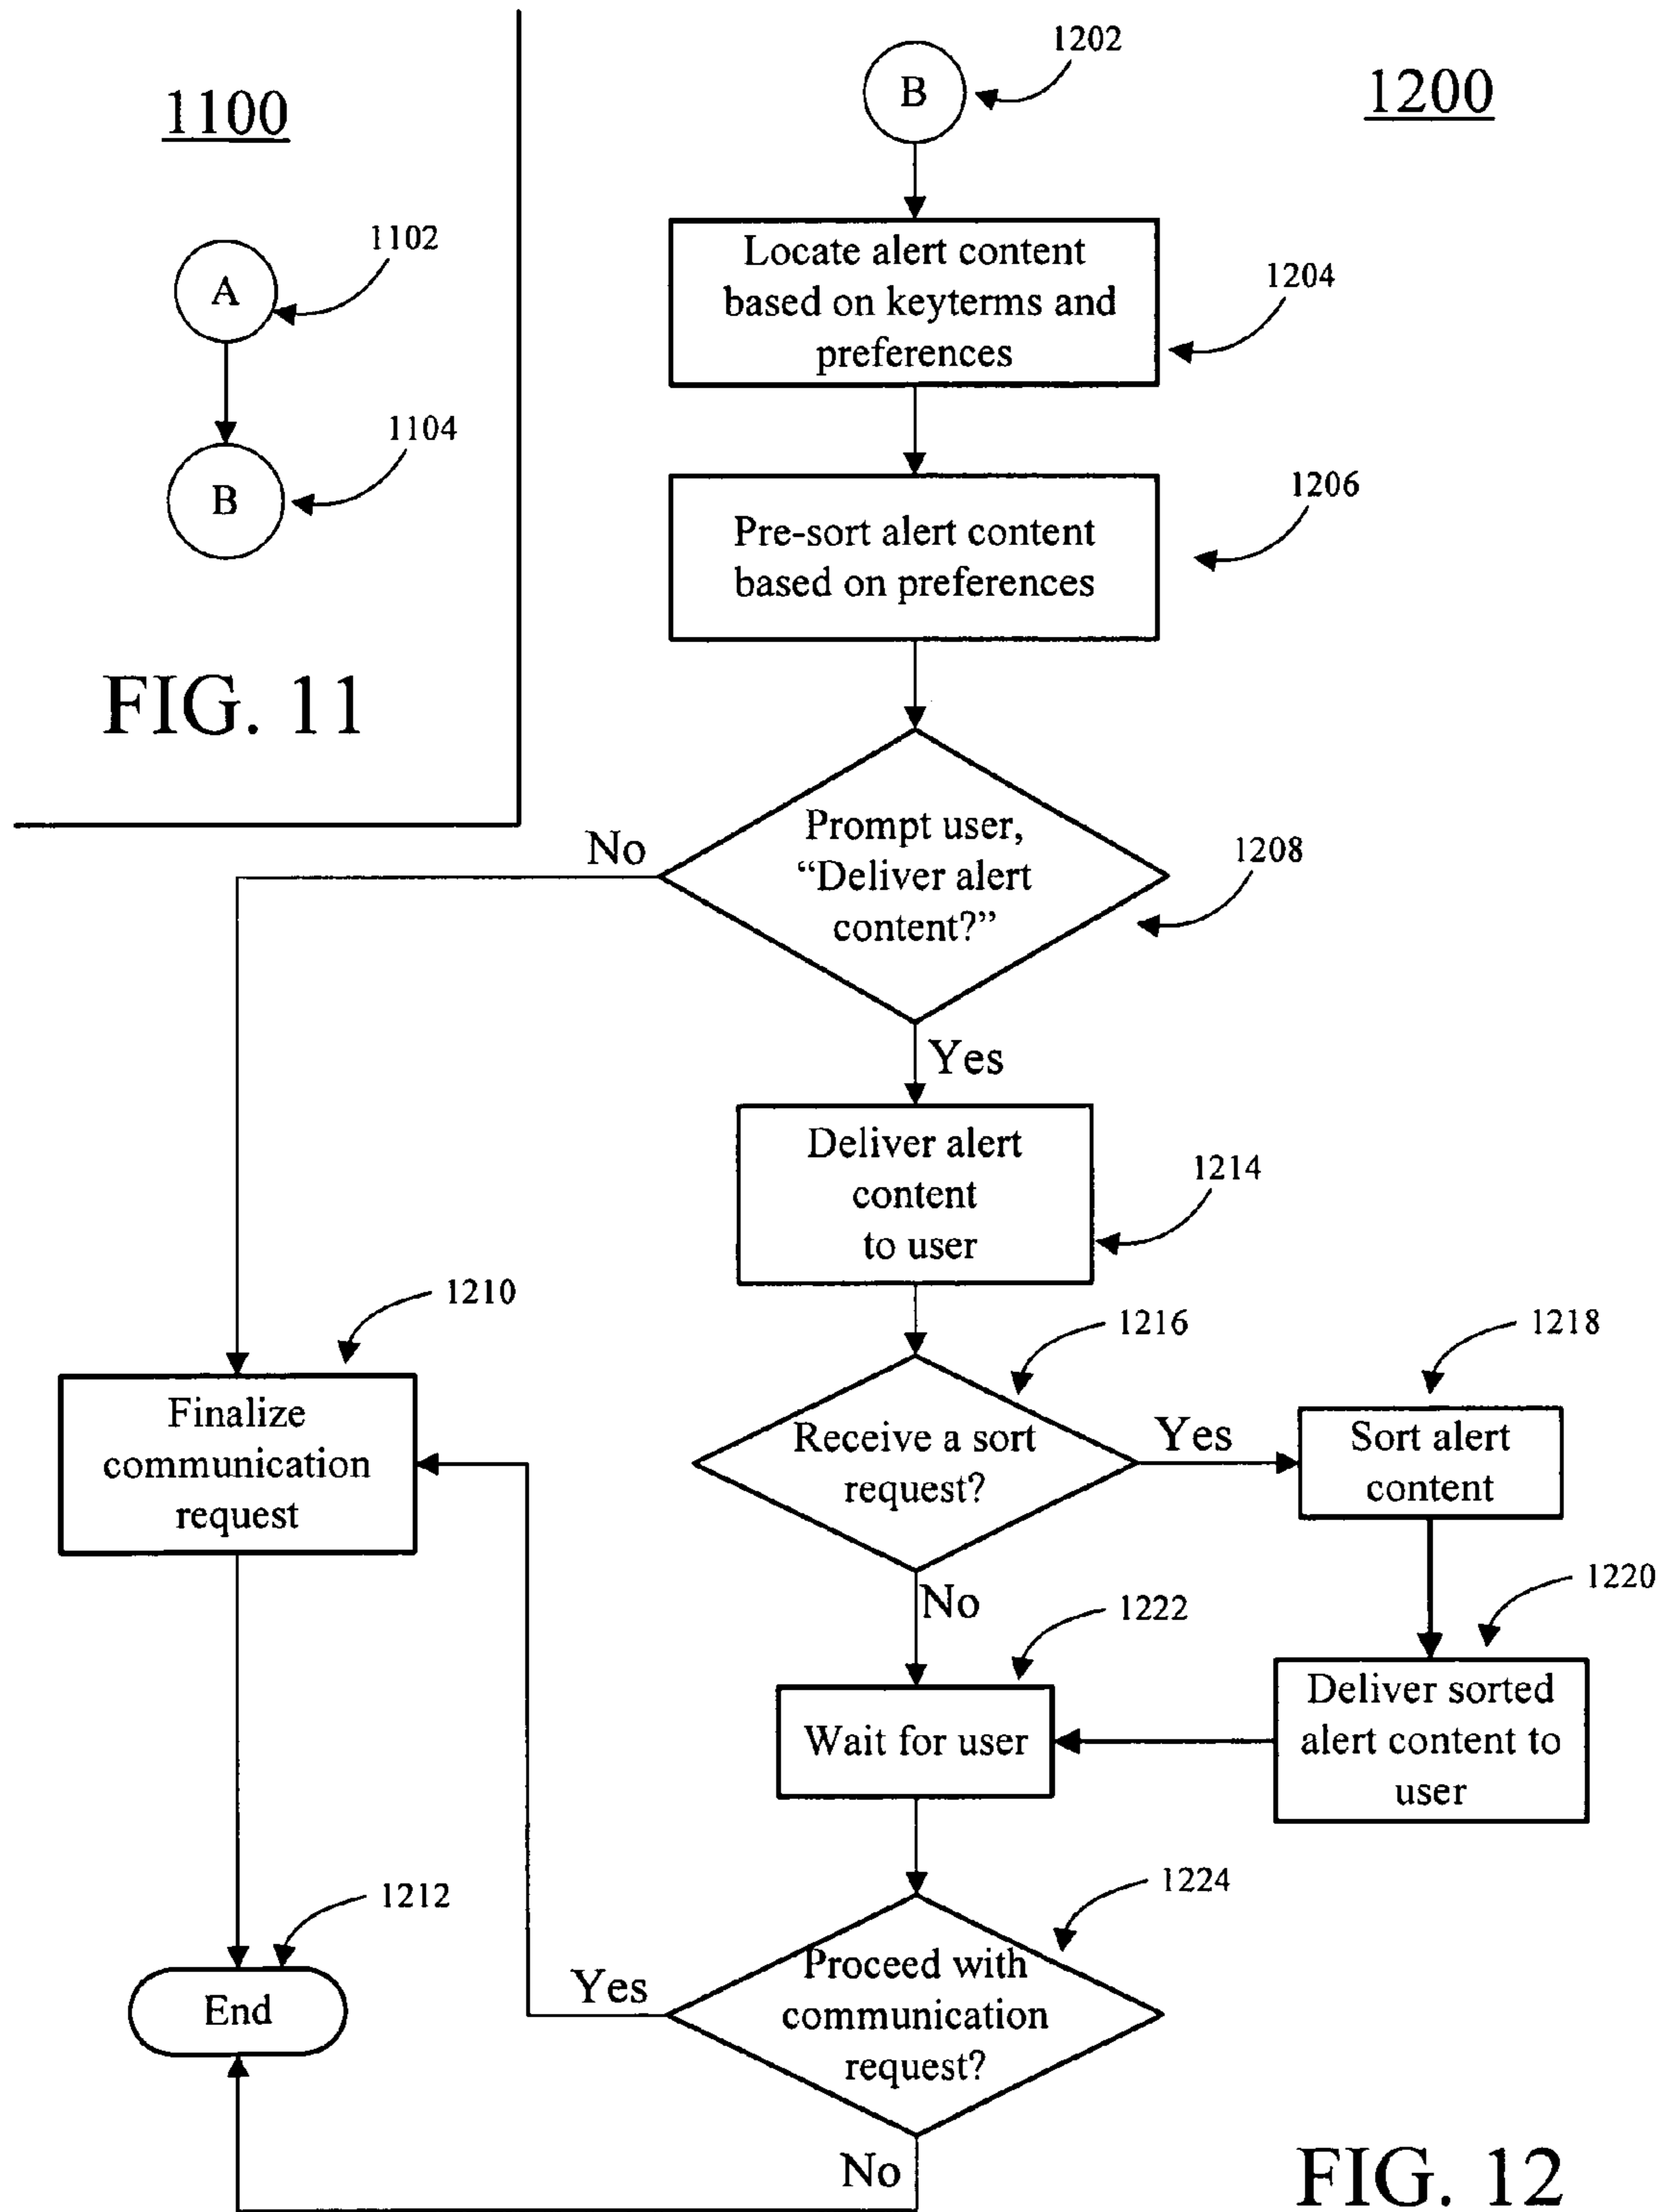 1100
1102
A
1104
B
FIG. 11
1200
1202
B
Locate alert content
based on keyterms and
preferences
1204
Pre-sort alert content
based on preferences
1206
Prompt user,
“Deliver alert
content?”
1208
No
Yes
Deliver alert
content
to user
1214
1210
Finalize
communication
request
1216
Receive a sort
request?
Yes
1218
Sort alert
content
No
1220
Deliver sorted
alert content to
user
1222
Wait for user
1224
Proceed with
communication
request?
Yes
1212
End
No
FIG. 12